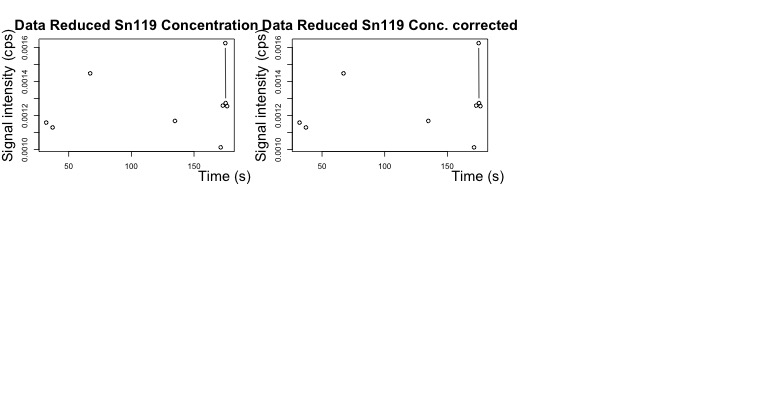 Data Reduced Sn119 Concentration
Signal intensity (cps)
0.0010 0.0012 0.0014 0.0016
50 100 150
Time (s)
Data Reduced Sn119 Conc. corrected
Signal intensity (cps)
0.0010 0.0012 0.0014 0.0016
50 100 150
Time (s)